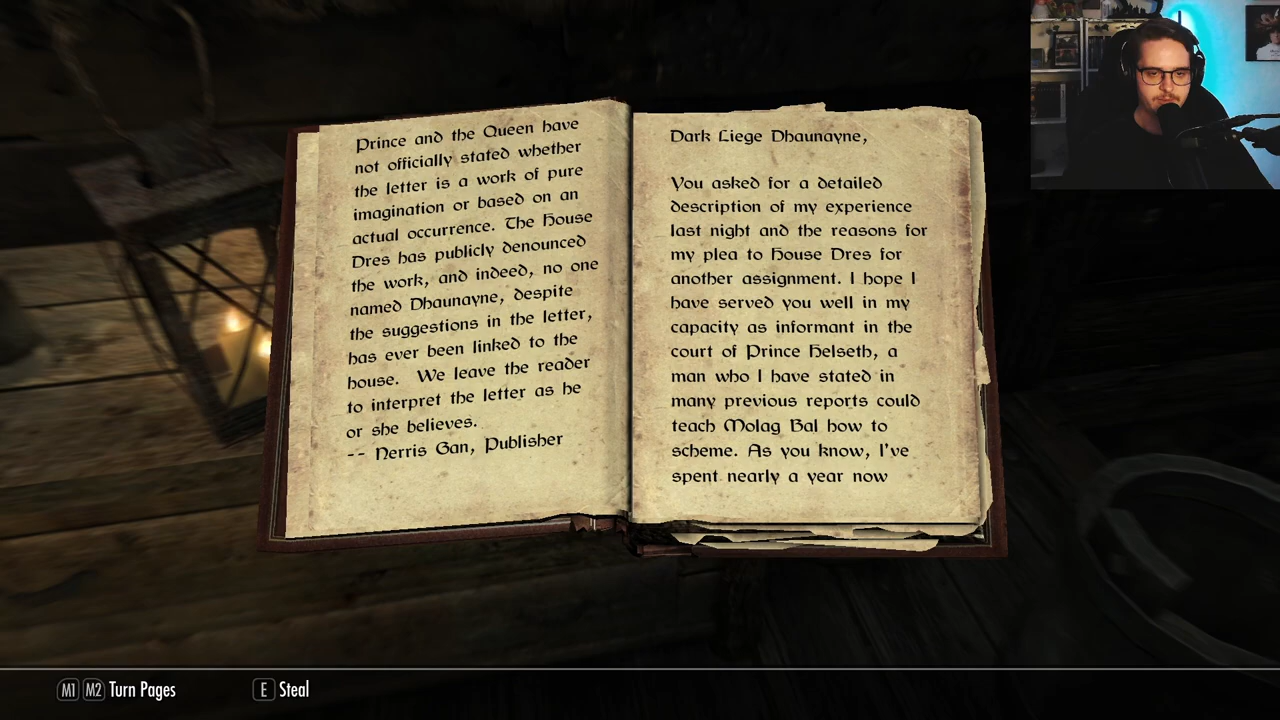 Prince and the Queen have
not officially stated whether
the letter is a work of pure
imagination or based on an
actual occurrence. The House
Dres has publicly denounced
the work, and indeed, no one
named Dhaunayne, despite
the suggestions in the letter,
has ever been linked to the
house. We leave the reader
to interpret the letter as he
or she believes.
-- Nerris Gan, Publisher
Dark Liege Dhaunayne,
You asked for a detailed
description of my experience
last night and the reasons for
my plea to House Dres for
another assignment. I hope I
have served you well in my
capacity as informant in the
court of Prince Helseth, a
man who I have stated in
many previous reports could
teach Molag Bal how to
scheme. As you know, I've
spent nearly a year now
M1 M2 Turn Pages
E Steal